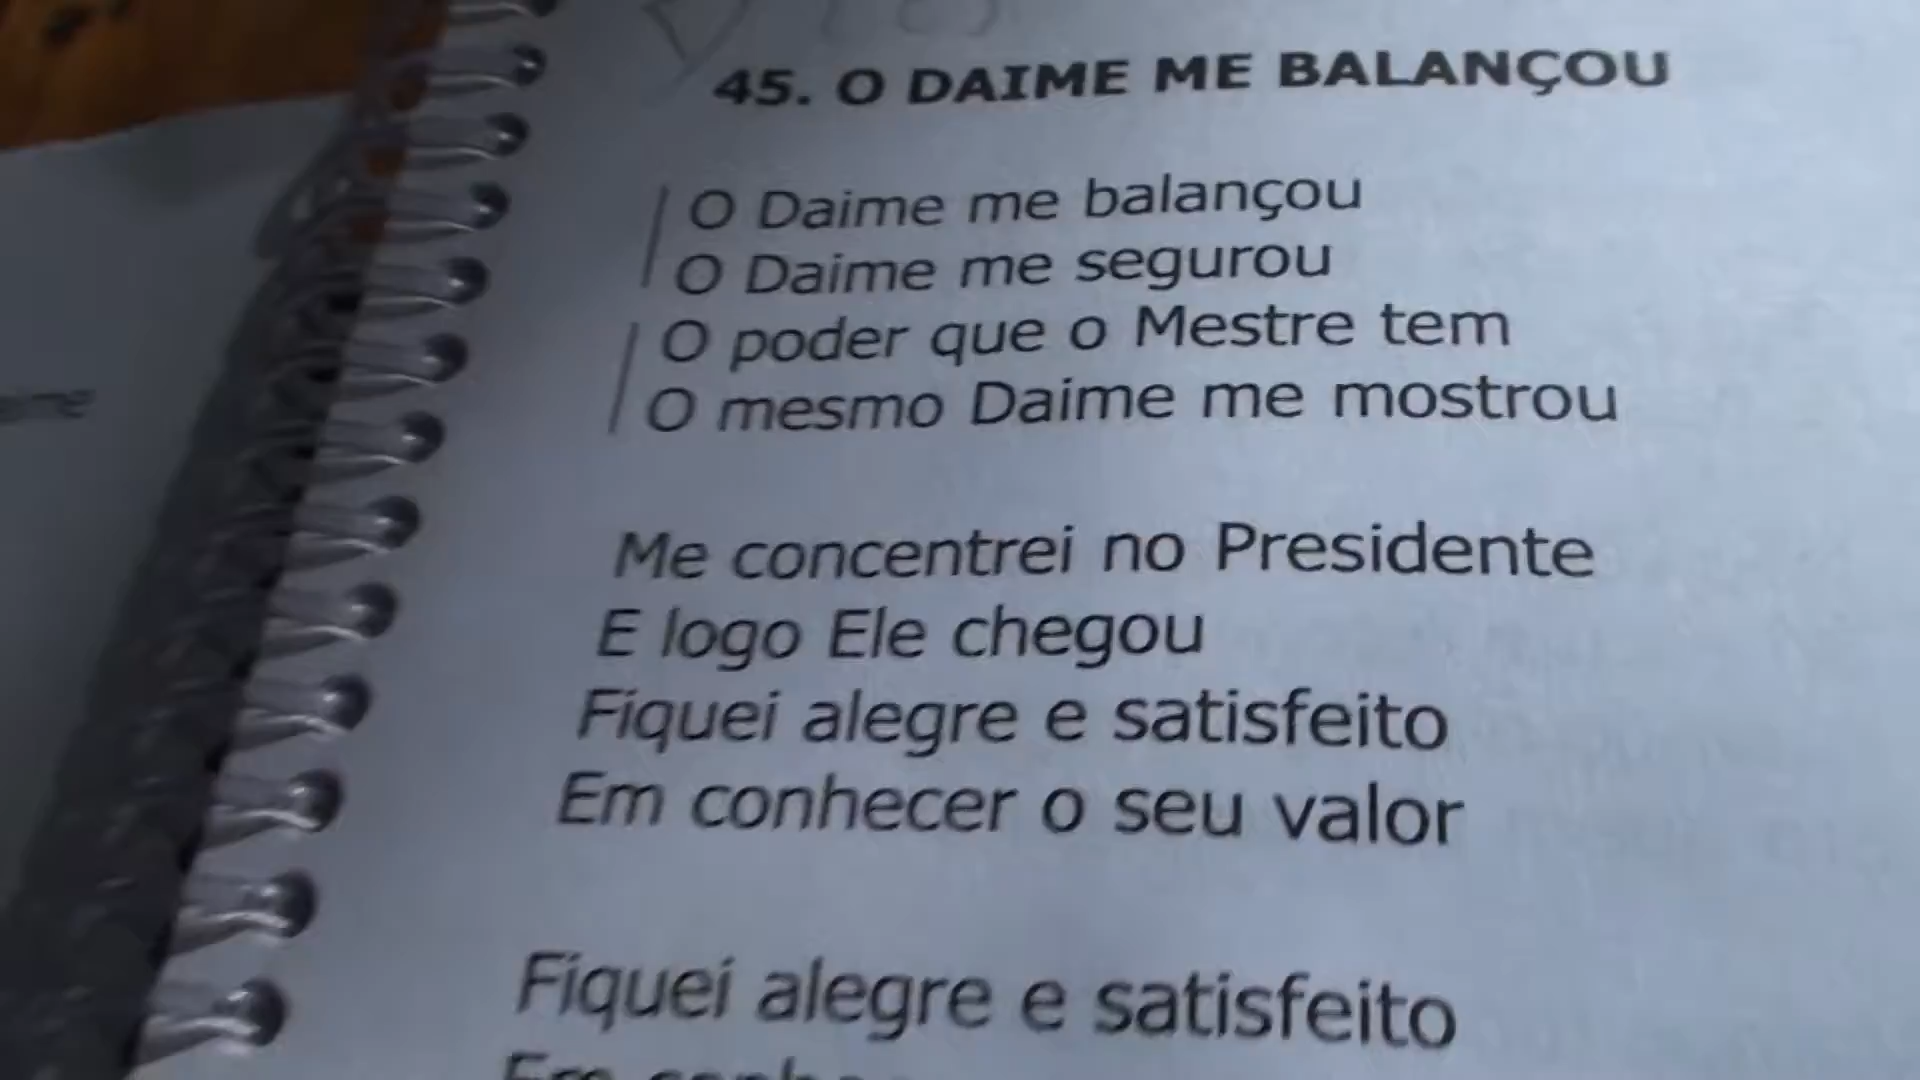 45. O DAIME ME BALANÇOU
O Daime me balançou
O Daime me segurou
O poder que o Mestre tem
O mesmo Daime me mostrou
Me concentrei no Presidente
E logo Ele chegou
Fiquei alegre e satisfeito
Em conhecer o seu valor
Fiquei alegre e satisfeito